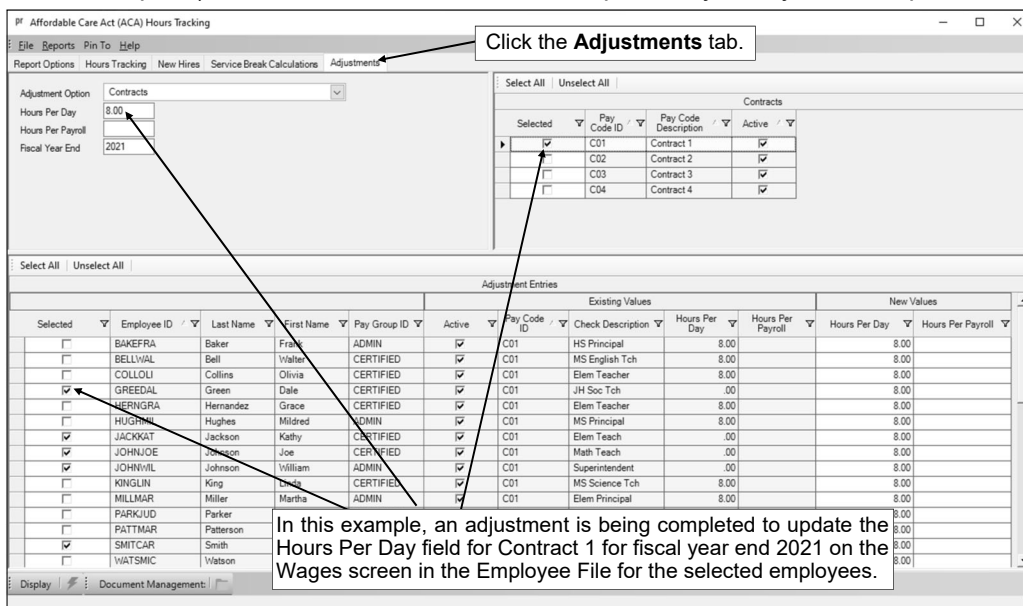 Affordable Care Act (ACA) Hours Tracking
File Reports Pin To Help
Click the Adjustments tab.
Report Options Hours Tracking New Hires Service Break Calculations Adjustments
Adjustment Option Contracts
Hours Per Day 8.00
Hours Per Payroll
Fiscal Year End 2021
Select All Unselect All
Contracts
Selected Pay Code ID Pay Code Description Active
C01 Contract 1
C02 Contract 2
C03 Contract 3
C04 Contract 4
Select All Unselect All
Adjustment Entries
Existing Values New Values
Selected Employee ID Last Name First Name Pay Group ID Active Pay Code ID Check Description Hours Per Day Hours Per Payroll Hours Per Day Hours Per Payroll
BAKEFRA Baker Frank ADMIN C01 HS Principal 8.00 8.00
BELLWAL Bell Walter CERTIFIED C01 MS English Tch 8.00 8.00
COLLOLI Collins Olivia CERTIFIED C01 Elem Teacher 8.00 8.00
GREEDAL Green Dale CERTIFIED C01 JH Soc Tch .00 8.00
HERNGRA Hernandez Grace CERTIFIED C01 Elem Teacher 8.00 8.00
HUGHMIL Hughes Mildred ADMIN C01 MS Principal 8.00 8.00
JACKKAT Jackson Kathy CERTIFIED C01 Elem Teach .00 8.00
JOHNJOE Johnson Joe CERTIFIED C01 Math Teach .00 8.00
JOHNWIL Johnson William ADMIN C01 Superintendent .00 8.00
KINGLIN King Linda CERTIFIED C01 MS Science Tch 8.00 8.00
MILLMAR Miller Martha ADMIN C01 Elem Principal 8.00 8.00
PARKJUD Parker 8.00
PATTMAR Patterson 8.00
SMITCAR Smith 8.00
WATSMIC Watson 8.00
In this example, an adjustment is being completed to update the
Hours Per Day field for Contract 1 for fiscal year end 2021 on the
Wages screen in the Employee File for the selected employees.
Display Document Management: